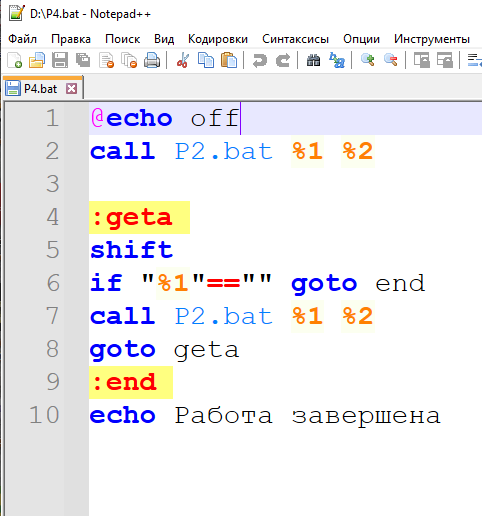 D:\P4.bat - Notepad++
Файл Правка Поиск Вид Кодировки Синтаксисы Опции Инструменты
P4.bat
1 @echo off
2 call P2.bat %1 %2
3
4 :geta
5 shift
6 if "%1"=="" goto end
7 call P2.bat %1 %2
8 goto geta
9 :end
10 echo Работа завершена